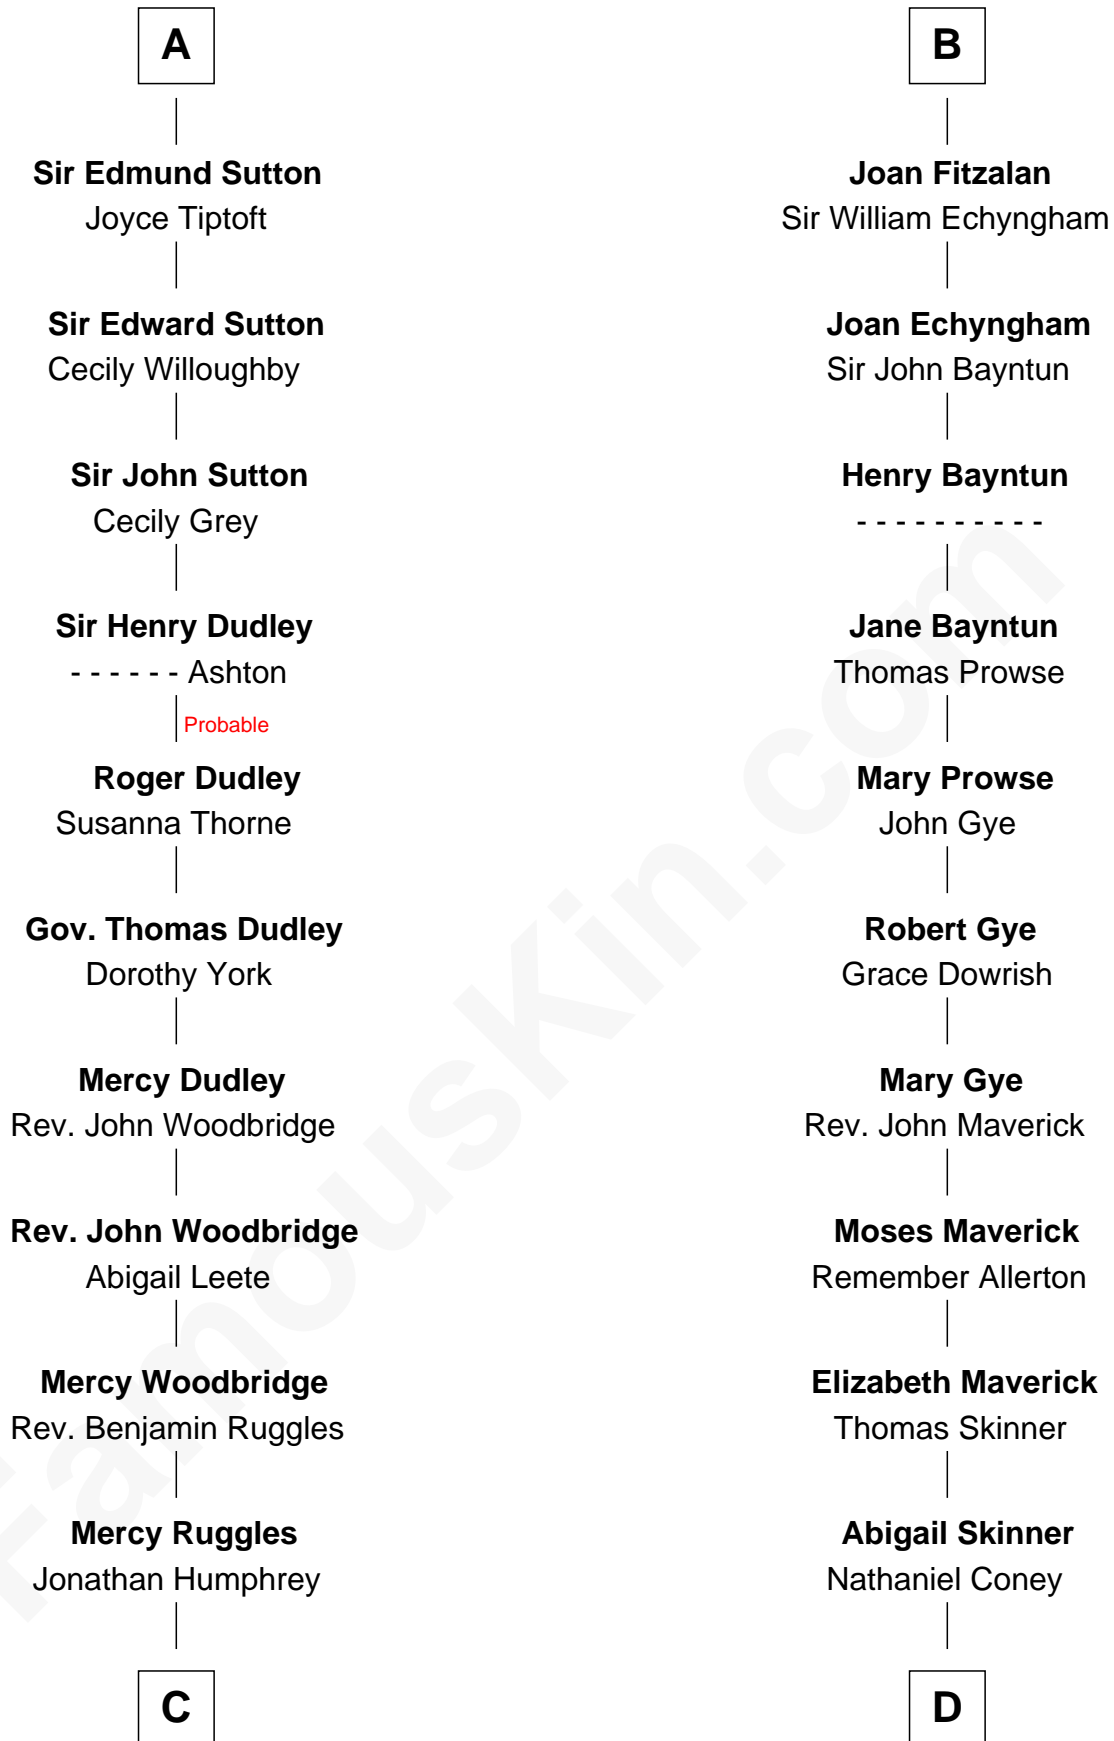 A
Sir Edmund Sutton
Joyce Tiptoft
Sir Edward Sutton
Cecily Willoughby
Sir John Sutton
Cecily Grey
Sir Henry Dudley
- - - - - - Ashton
Probable
Roger Dudley
Susanna Thorne
Gov. Thomas Dudley
Dorothy York
Mercy Dudley
Rev. John Woodbridge
Rev. John Woodbridge
Abigail Leete
Mercy Woodbridge
Rev. Benjamin Ruggles
Mercy Ruggles
Jonathan Humphrey
C
B
Joan Fitzalan
Sir William Echyngham
Joan Echyngham
Sir John Bayntun
Henry Bayntun
- - - - - - - - - -
Jane Bayntun
Thomas Prowse
Mary Prowse
John Gye
Robert Gye
Grace Dowrish
Mary Gye
Rev. John Maverick
Moses Maverick
Remember Allerton
Elizabeth Maverick
Thomas Skinner
Abigail Skinner
Nathaniel Coney
D
FamousKin.com